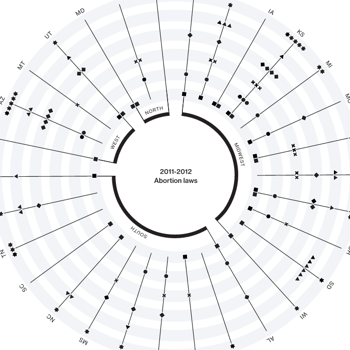 2011-2012
Abortion laws
NORTH
MIDWEST
SOUTH
WEST
MD
IA
KS
MI
SD
WI
AL
MS
NC
SC
TN
MT
UT